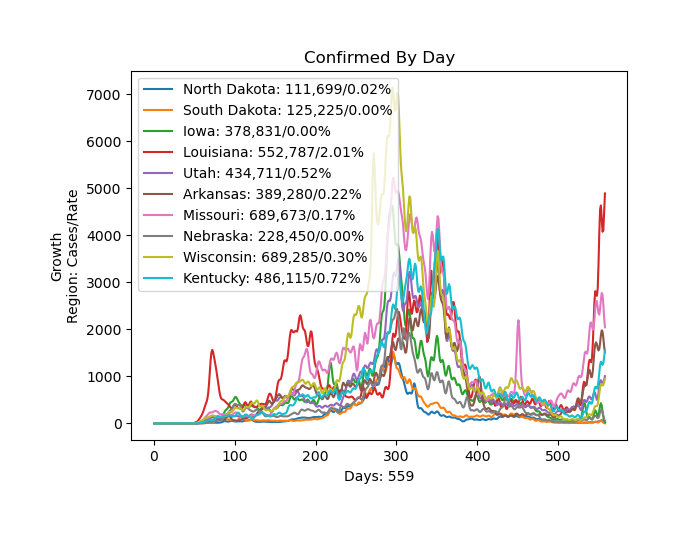 Confirmed By Day
Growth
Region: Cases/Rate
7000
6000
5000
4000
3000
2000
1000
0
North Dakota: 111,699/0.02%
South Dakota: 125,225/0.00%
Iowa: 378,831/0.00%
Louisiana: 552,787/2.01%
Utah: 434,711/0.52%
Arkansas: 389,280/0.22%
Missouri: 689,673/0.17%
Nebraska: 228,450/0.00%
Wisconsin: 689,285/0.30%
Kentucky: 486,115/0.72%
0 100 200 300 400 500
Days: 559